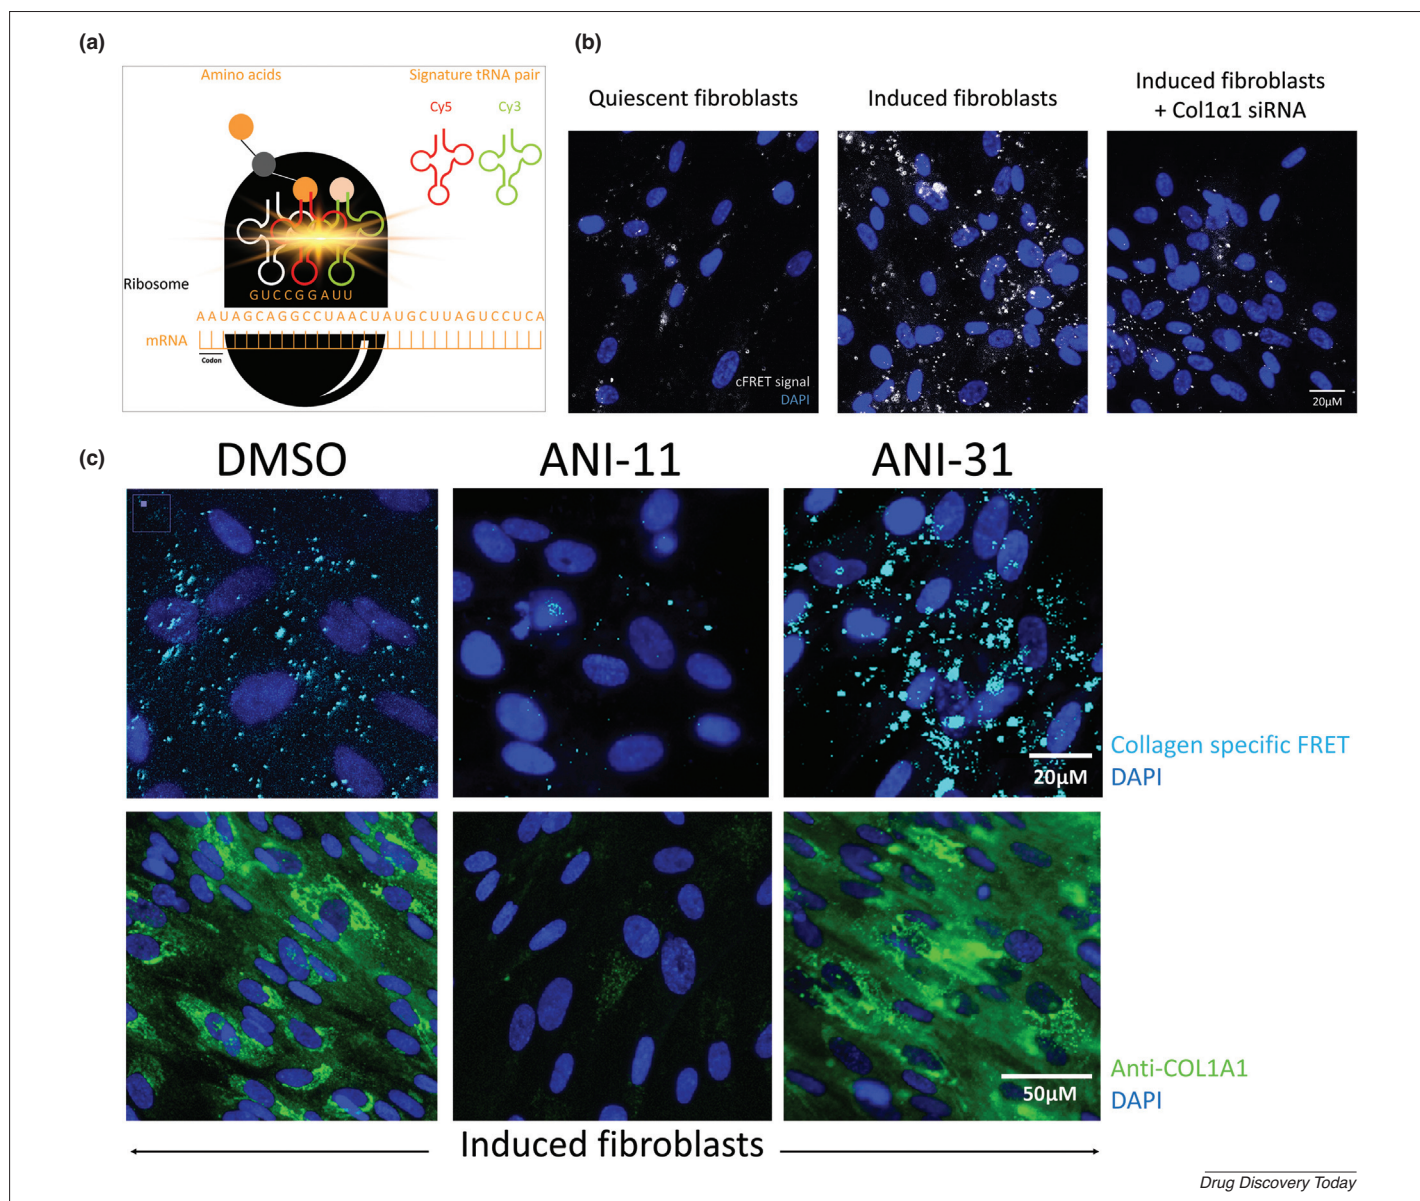 (a)
Amino acids
Signature tRNA pair
Cy5
Cy3
Ribosome
GUCCGGAUU
AAUAGCAGGCCUAACUAUGCUUAGUCCUCA
mRNA
Codon
(b)
Quiescent fibroblasts
Induced fibroblasts
Induced fibroblasts
+ Col1α1 siRNA
cFRET signal
DAPI
20μM
(c)
DMSO
ANI-11
ANI-31
20μM
Collagen specific FRET
DAPI
50μM
Anti-COL1A1
DAPI
Induced fibroblasts
Drug Discovery Today